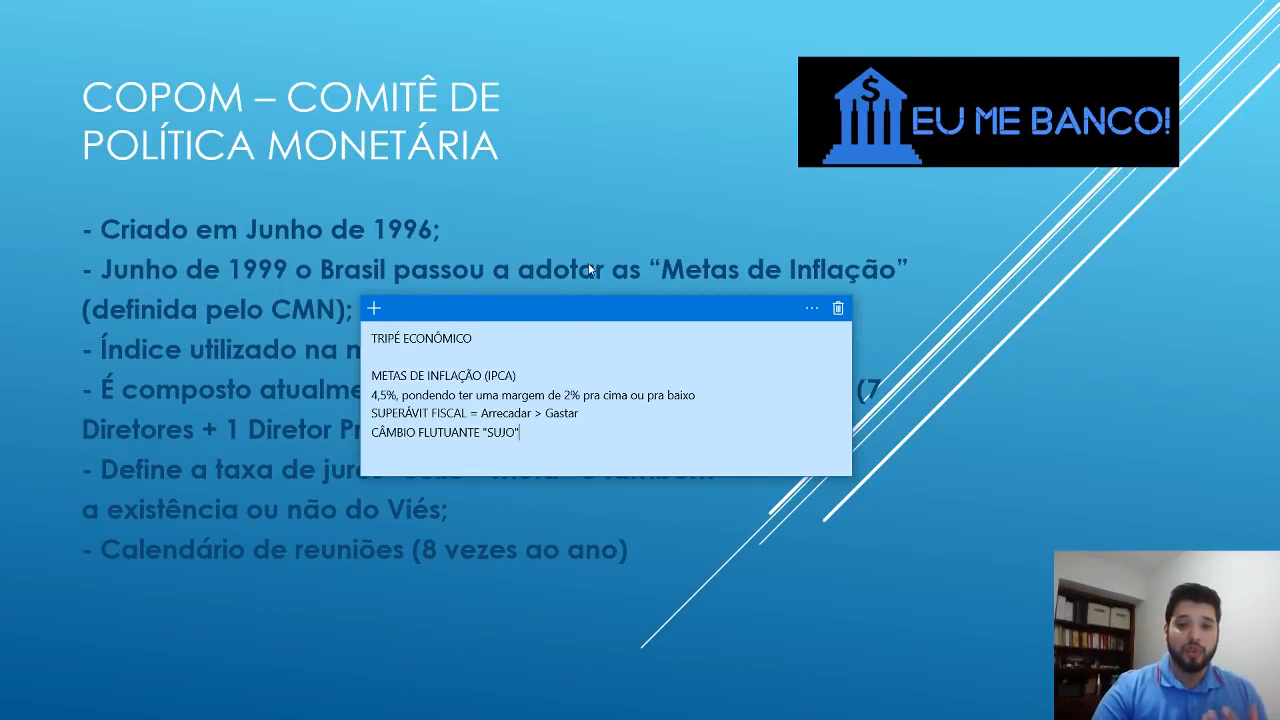 COPOM – COMITÊ DE
POLÍTICA MONETÁRIA
$
EU ME BANCO!
- Criado em Junho de 1996;
- Junho de 1999 o Brasil passou a adotar as “Metas de Inflação”
(definida pelo CMN);
- Índice utilizado na
- É composto (7
Diretores + 1 Diretor
- Define a taxa de
a existência ou não do Viés;
- Calendário de reuniões (8 vezes ao ano)
TRIPÉ ECONÔMICO
METAS DE INFLAÇÃO (IPCA)
4,5%, pondendo ter uma margem de 2% pra cima ou pra baixo
SUPERÁVIT FISCAL = Arrecadar > Gastar
CÂMBIO FLUTUANTE "SUJO"